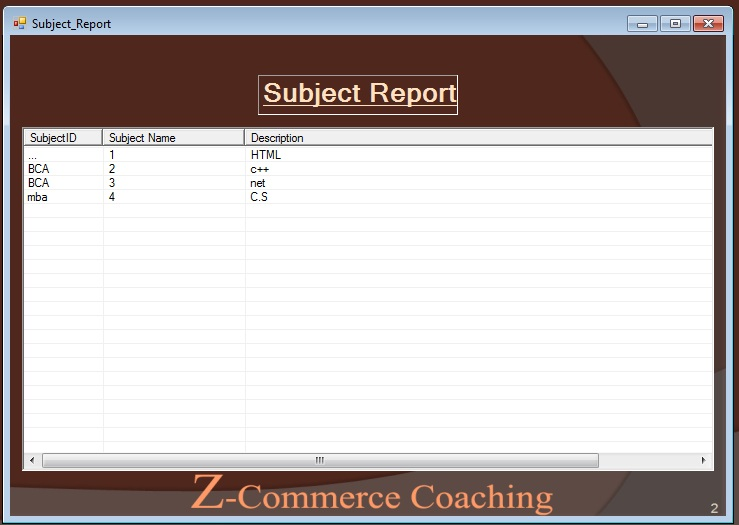 Subject_Report
Subject Report
SubjectID Subject Name Description
... 1 HTML
BCA 2 c++
BCA 3 net
mba 4 C.S
Z-Commerce Coaching
2